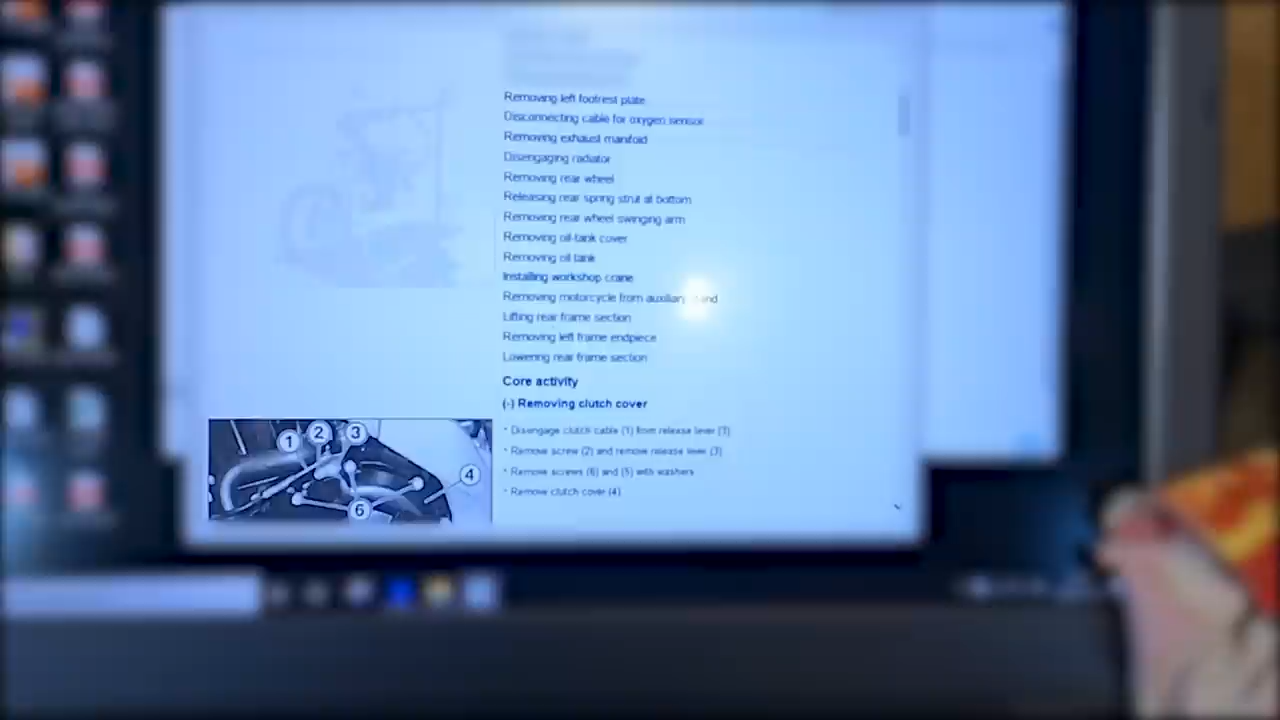 Removing left footrest plate
Disconnecting cable for oxygen sensor
Removing exhaust manifold
Disengaging radiator
Removing rear wheel
Releasing rear spring strut at bottom
Removing rear wheel swinging arm
Removing oil-tank cover
Removing oil tank
Installing workshop crane
Removing motorcycle from auxiliary
Lifting rear frame section
Removing left frame endpiece
Lowering rear frame section
Core activity
(-) Removing clutch cover
1 2 3
4
6
* Disengage clutch cable (1) from release lever (3)
* Remove screw (2) and remove release lever (3)
* Remove screws (6) and (5) with washers
* Remove clutch cover (4)